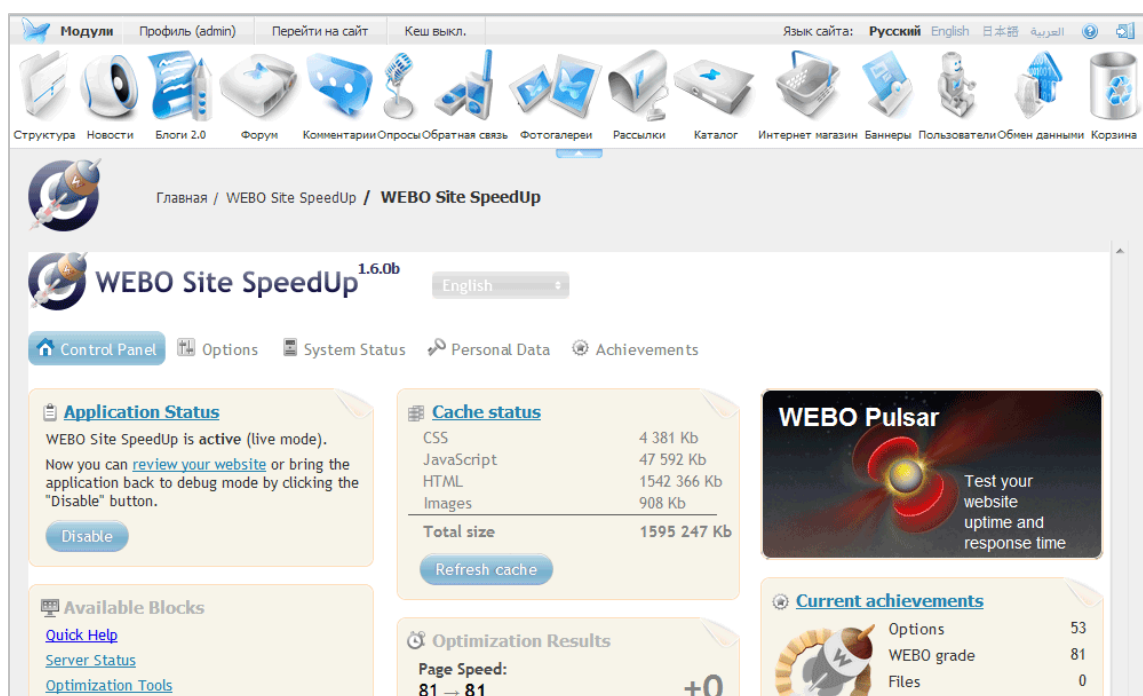 Модули Профиль (admin) Перейти на сайт Кеш выкл. Язык сайта: Русский English 日本語 العربية
Структура Новости Блоги 2.0 Форум Комментарии Опросы Обратная связь Фотогалереи Рассылки Каталог Интернет магазин Баннеры Пользователи Обмен данными Корзина
Главная / WEBO Site SpeedUp / WEBO Site SpeedUp
WEBO Site SpeedUp 1.6.0b English
Control Panel Options System Status Personal Data Achievements
Application Status
WEBO Site SpeedUp is active (live mode).
Now you can review your website or bring the
application back to debug mode by clicking the
"Disable" button.
Disable
Cache status
CSS 4 381 Kb
JavaScript 47 592 Kb
HTML 1542 366 Kb
Images 908 Kb
Total size 1595 247 Kb
Refresh cache
WEBO Pulsar
Test your
website
uptime and
response time
Available Blocks
Quick Help
Server Status
Optimization Tools
Optimization Results
Page Speed:
81 → 81 +0
Current achievements
Options 53
WEBO grade 81
Files 0